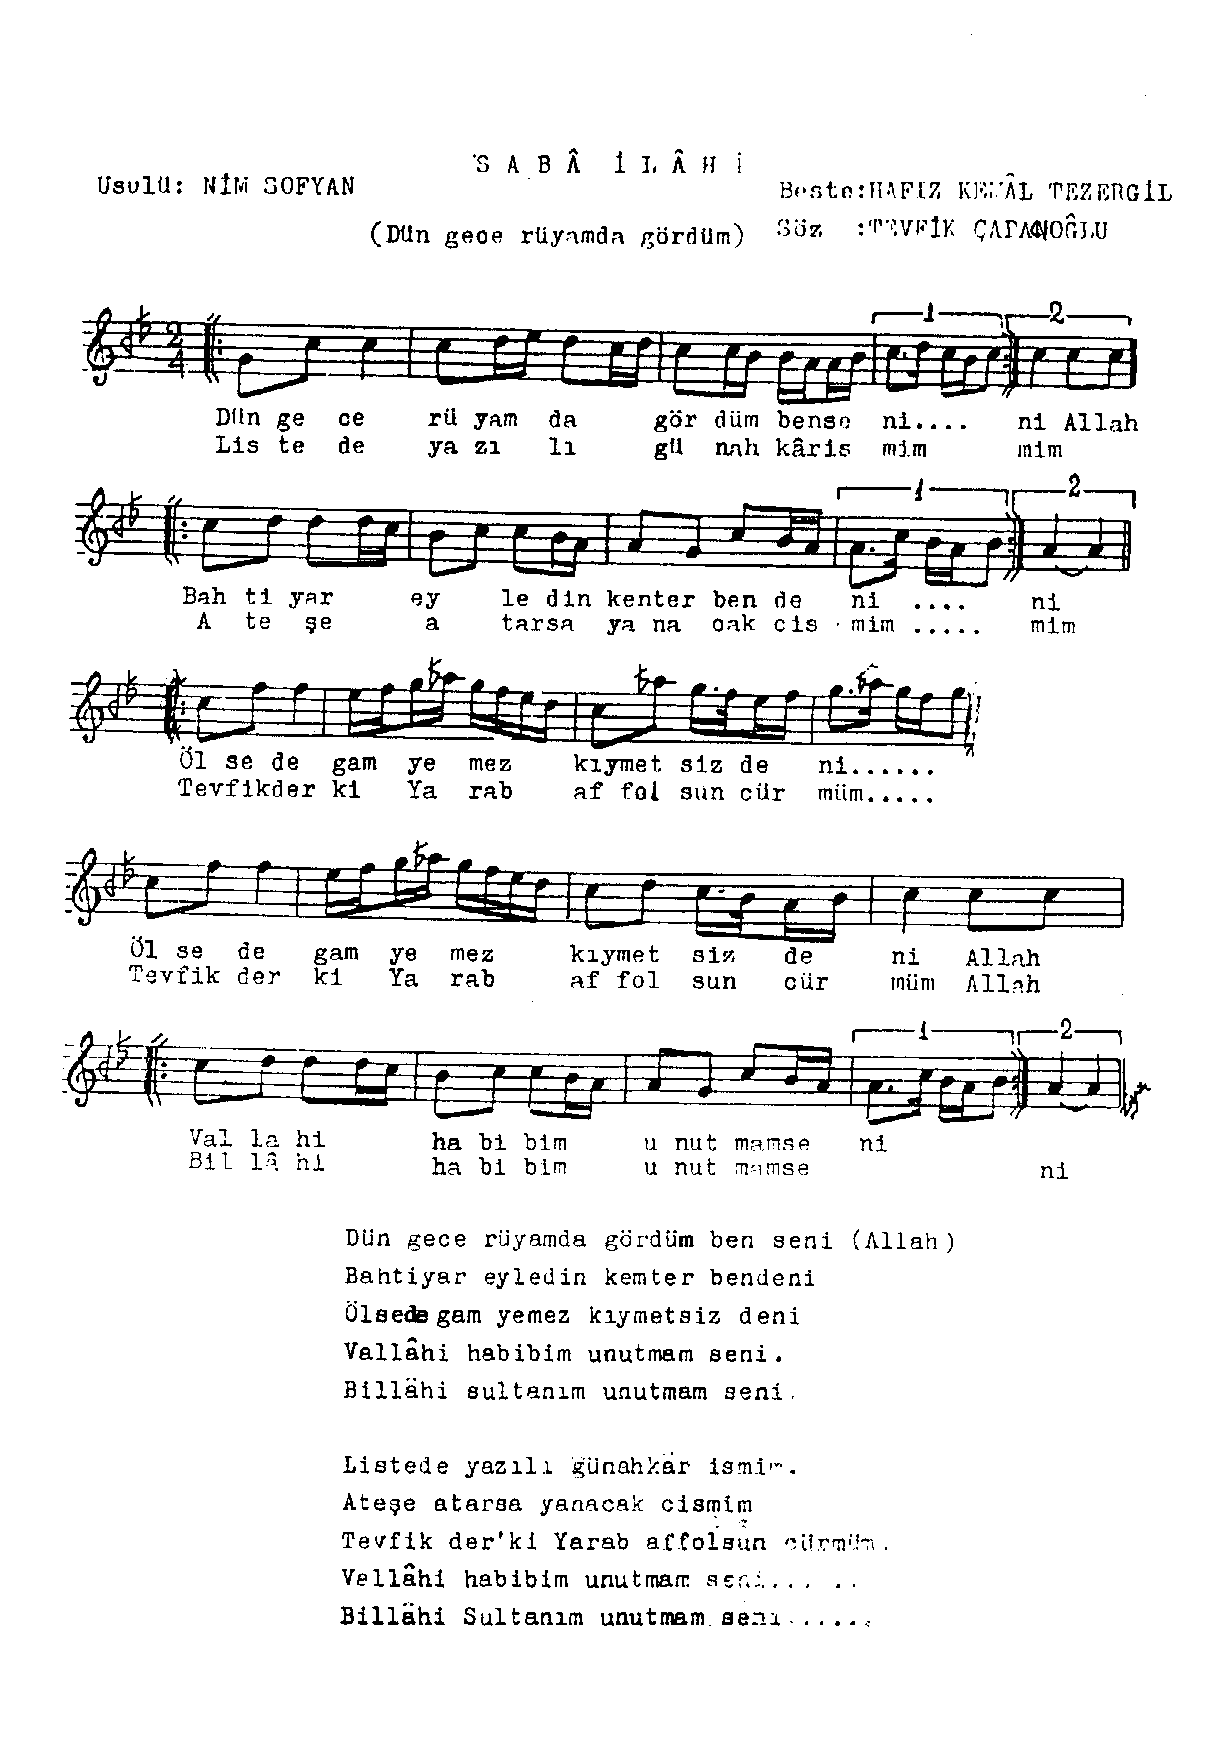 SABÂ İLÂHİ
Usulü: NİM SOFYAN
Beste:HAFIZ KEMÂL TEZERGİL
(Dün gece rüyamda gördüm)
Söz :TEVFİK
2
4
1 2
Dün ge ce rü yam da gör düm bense ni.... ni Allah
Lis te de ya zı lı gü nah kâris mim mim
1 2
Bah ti yar ey le din kenter ben de ni .... ni
A te şe a tarsa ya na cak cis mim ..... mim
Öl se de gam ye mez kıymet siz de ni......
Tevfikder ki Ya rab af fol sun cür müm.....
Öl se de gam ye mez kıymet siz de ni Allah
Tevfik der ki Ya rab af fol sun cür müm Allah
1 2
Val la hi ha bi bim u nut mamse ni
Bil lâ hi ha bi bim u nut mamse ni
Dün gece rüyamda gördüm ben seni (Allah)
Bahtiyar eyledin kemter bendeni
Ölsede gam yemez kıymetsiz deni
Vallâhi habibim unutmam seni.
Billâhi sultanım unutmam seni.
Listede yazılı günahkâr ismim.
Ateşe atarsa yanacak cismim
Tevfik der'ki Yarab affolsun cürmüm.
Vellâhi habibim unutmam seni......
Billâhi Sultanım unutmam seni......